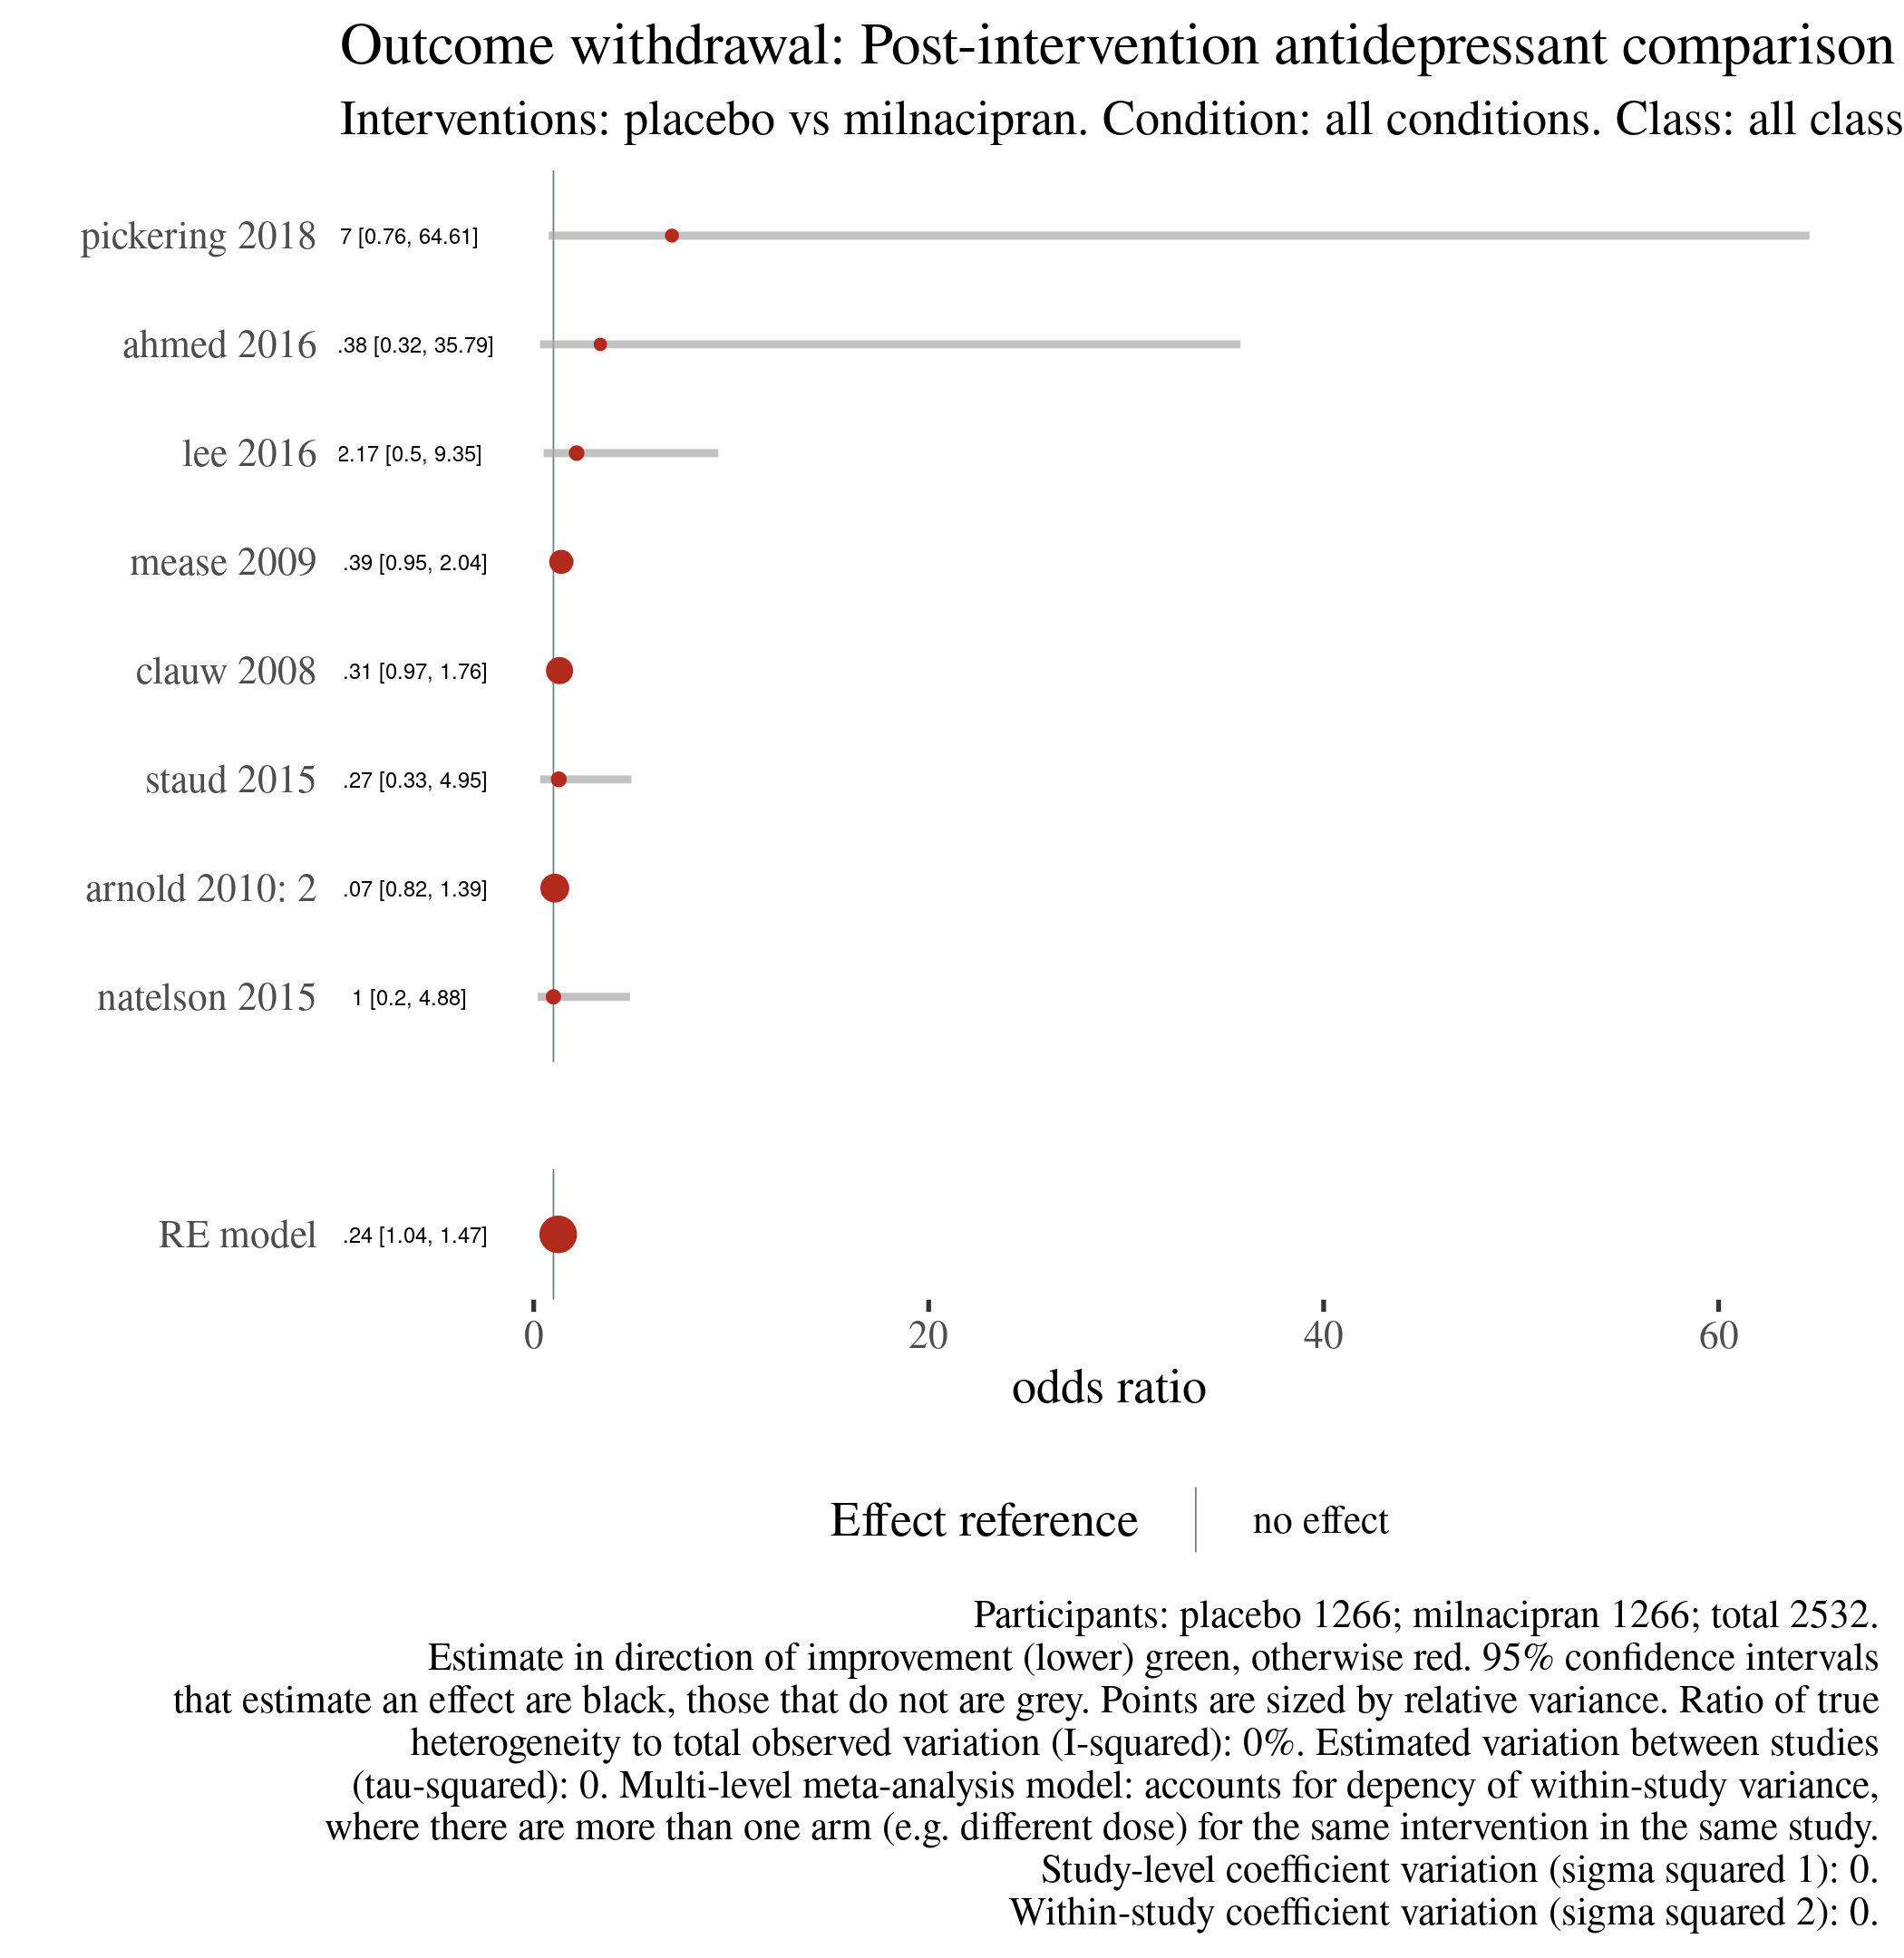 Outcome withdrawal: Post-intervention antidepressant comparison
Interventions: placebo vs milnacipran. Condition: all conditions. Class: all class
pickering 2018 7 [0.76, 64.61]
ahmed 2016 .38 [0.32, 35.79]
lee 2016 2.17 [0.5, 9.35]
mease 2009 .39 [0.95, 2.04]
clauw 2008 .31 [0.97, 1.76]
staud 2015 .27 [0.33, 4.95]
arnold 2010: 2 .07 [0.82, 1.39]
natelson 2015 1 [0.2, 4.88]
RE model .24 [1.04, 1.47]
0 20 40 60
odds ratio
Effect reference no effect
Participants: placebo 1266; milnacipran 1266; total 2532.
Estimate in direction of improvement (lower) green, otherwise red. 95% confidence intervals
that estimate an effect are black, those that do not are grey. Points are sized by relative variance. Ratio of true
heterogeneity to total observed variation (I-squared): 0%. Estimated variation between studies
(tau-squared): 0. Multi-level meta-analysis model: accounts for depency of within-study variance,
where there are more than one arm (e.g. different dose) for the same intervention in the same study.
Study-level coefficient variation (sigma squared 1): 0.
Within-study coefficient variation (sigma squared 2): 0.